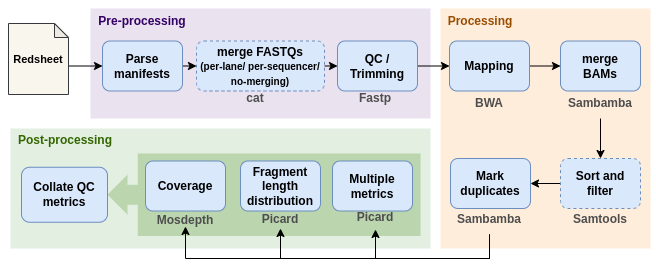 Pre-processing
Redsheet
Parse
manifests
merge FASTQs
(per-lane/ per-sequencer/
no-merging)
cat
QC /
Trimming
Fastp
Processing
Mapping
BWA
merge
BAMs
Sambamba
Sort and
filter
Samtools
Mark
duplicates
Sambamba
Post-processing
Collate QC
metrics
Coverage
Mosdepth
Fragment
length
distribution
Picard
Multiple
metrics
Picard